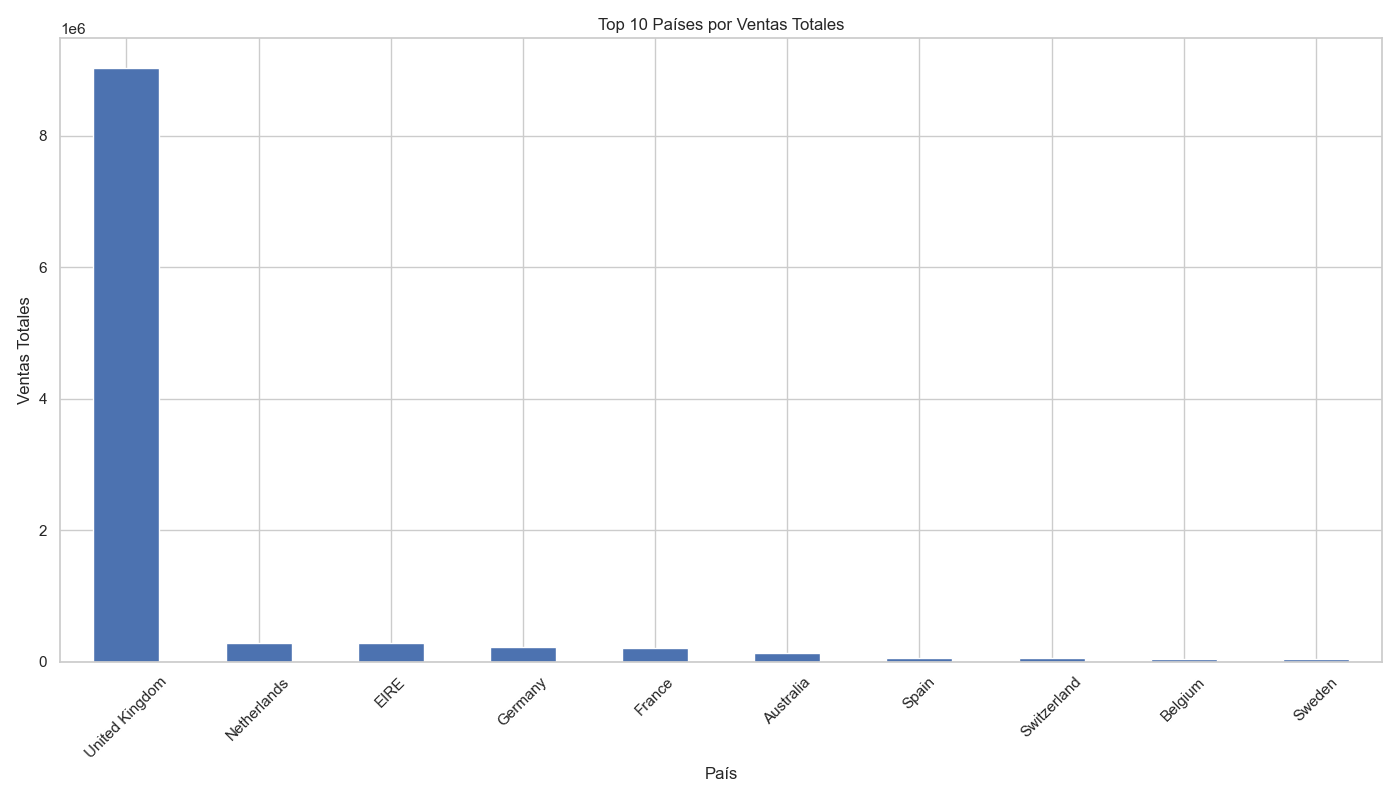 Top 10 Países por Ventas Totales
1e6
8
6
4
2
0
Ventas Totales
United Kingdom
Netherlands
EIRE
Germany
France
Australia
Spain
Switzerland
Belgium
Sweden
País